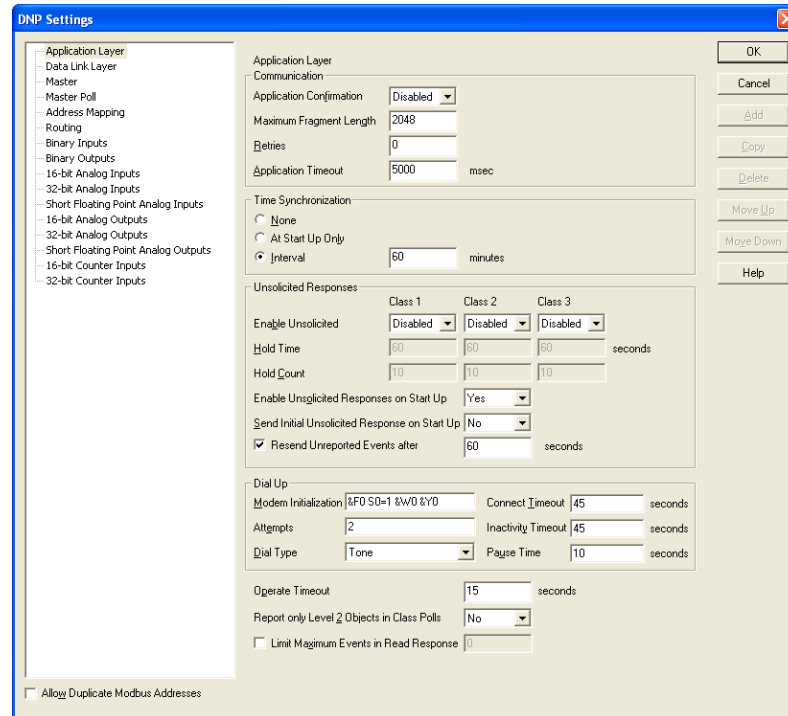 DNP Settings
Application Layer
Data Link Layer
Master
Master Poll
Address Mapping
Routing
Binary Inputs
Binary Outputs
16-bit Analog Inputs
32-bit Analog Inputs
Short Floating Point Analog Inputs
16-bit Analog Outputs
32-bit Analog Outputs
Short Floating Point Analog Outputs
16-bit Counter Inputs
32-bit Counter Inputs
Allow Duplicate Modbus Addresses
Application Layer
Communication
Application Confirmation Disabled
Maximum Fragment Length 2048
Retries 0
Application Timeout 5000 msec
Time Synchronization
None
At Start Up Only
Interval 60 minutes
Unsolicited Responses
Class 1 Class 2 Class 3
Enable Unsolicited Disabled Disabled Disabled
Hold Time 60 60 60 seconds
Hold Count 10 10 10
Enable Unsolicited Responses on Start Up Yes
Send Initial Unsolicited Response on Start Up No
Resend Unreported Events after 60 seconds
Dial Up
Modem Initialization &F0 S0=1 &W0 &Y0 Connect Timeout 45 seconds
Attempts 2 Inactivity Timeout 45 seconds
Dial Type Tone Pause Time 10 seconds
Operate Timeout 15 seconds
Report only Level 2 Objects in Class Polls No
Limit Maximum Events in Read Response 0
OK
Cancel
Add
Copy
Delete
Move Up
Move Down
Help